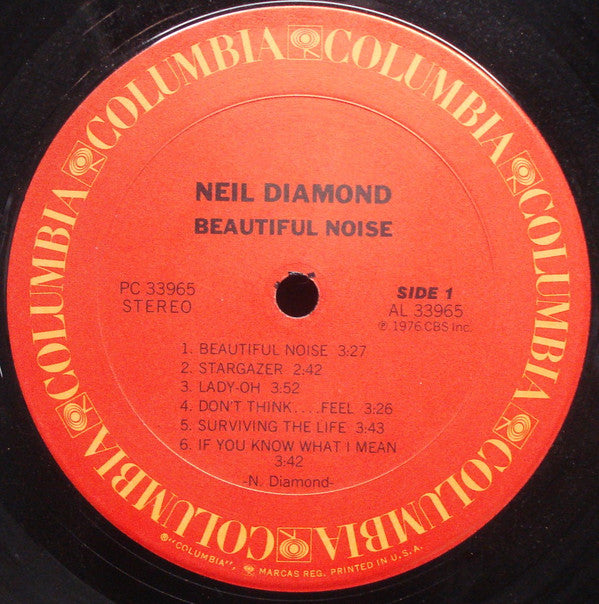 COLUMBIA COLUMBIA COLUMBIA COLUMBIA COLUMBIA COLUMBIA COLUMBIA COLUMBIA
NEIL DIAMOND
BEAUTIFUL NOISE
PC 33965
STEREO
SIDE 1
AL 33965
℗ 1976 CBS Inc.
1. BEAUTIFUL NOISE 3:27
2. STARGAZER 2:42
3. LADY-OH 3:52
4. DON'T THINK....FEEL 3:26
5. SURVIVING THE LIFE 3:43
6. IF YOU KNOW WHAT I MEAN
3:42
-N. Diamond-
®"COLUMBIA", MARCAS REG. PRINTED IN U.S.A.